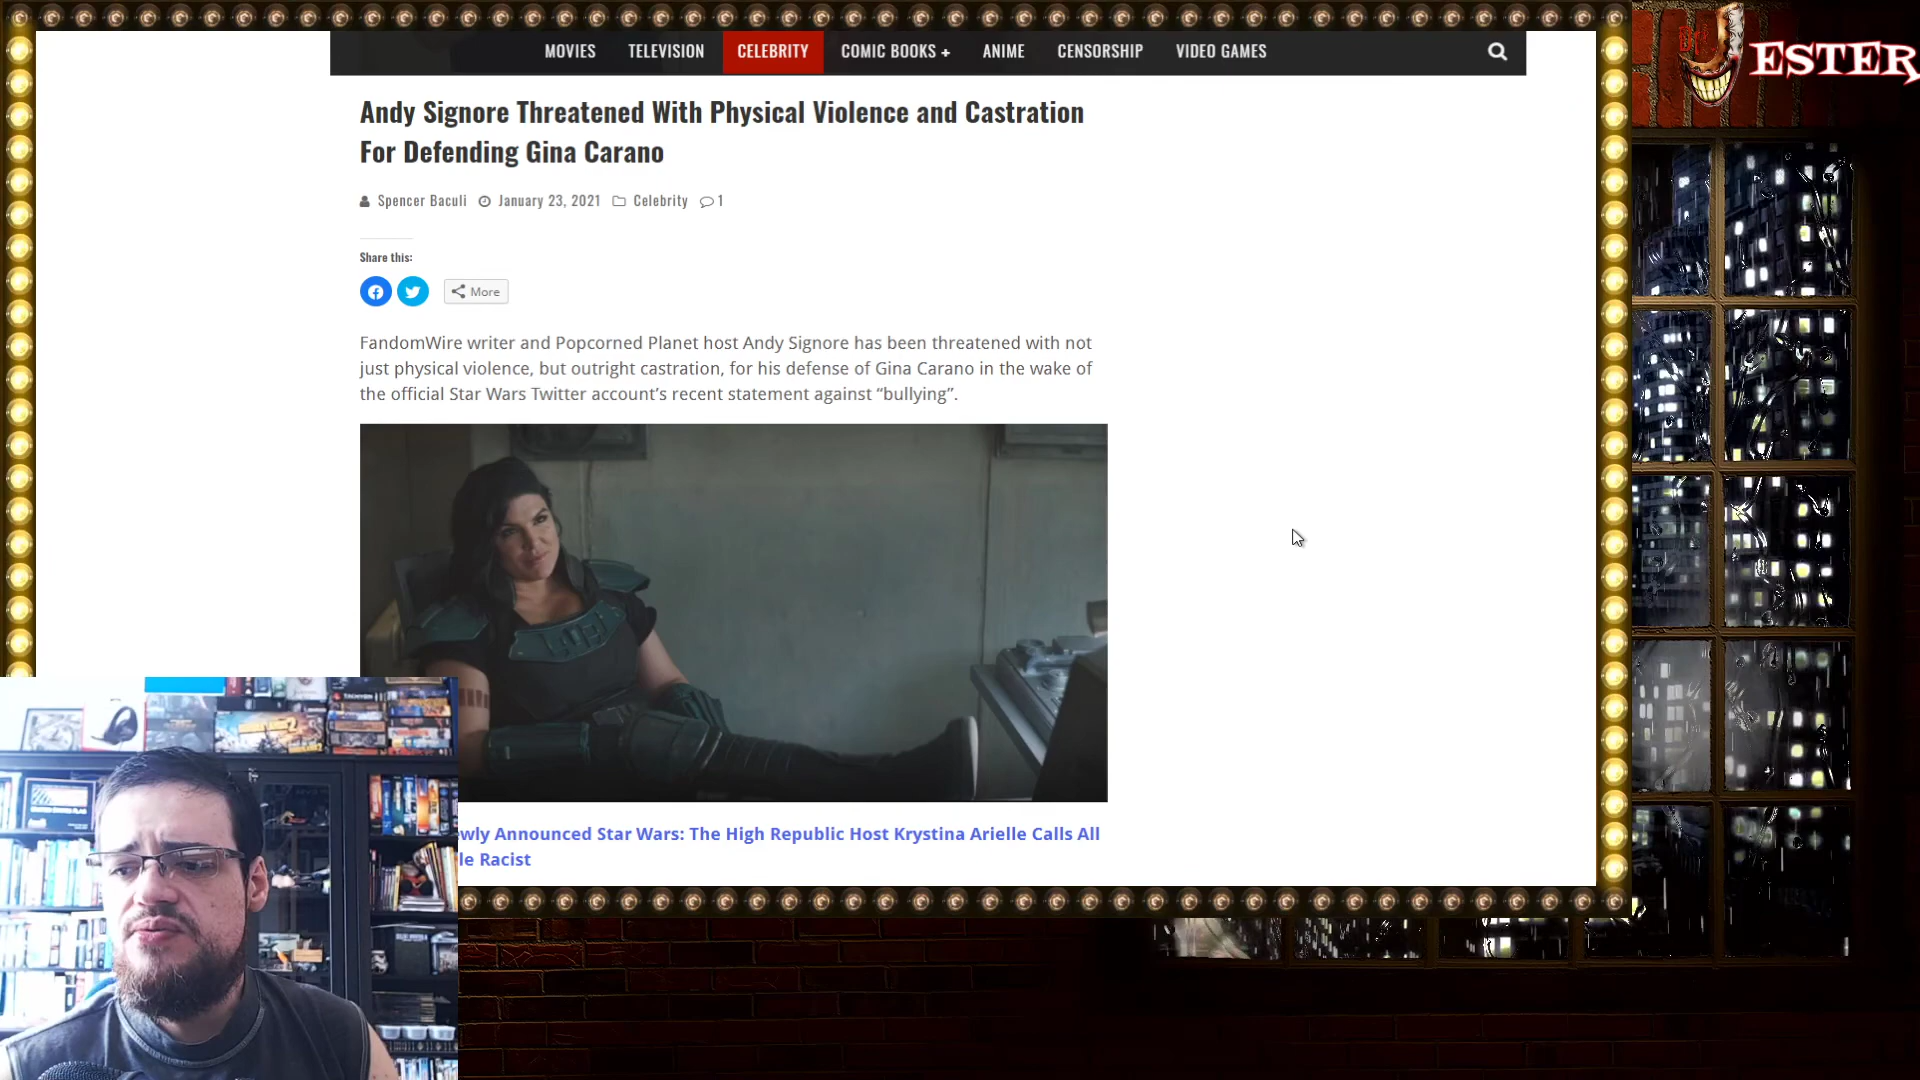 MOVIES TELEVISION CELEBRITY COMIC BOOKS + ANIME CENSORSHIP VIDEO GAMES
ESTER
Andy Signore Threatened With Physical Violence and Castration
For Defending Gina Carano
Spencer Baculi January 23, 2021 Celebrity 1
Share this:
More
FandomWire writer and Popcorned Planet host Andy Signore has been threatened with not
just physical violence, but outright castration, for his defense of Gina Carano in the wake of
the official Star Wars Twitter account’s recent statement against “bullying”.
wly Announced Star Wars: The High Republic Host Krystina Arielle Calls All
le Racist